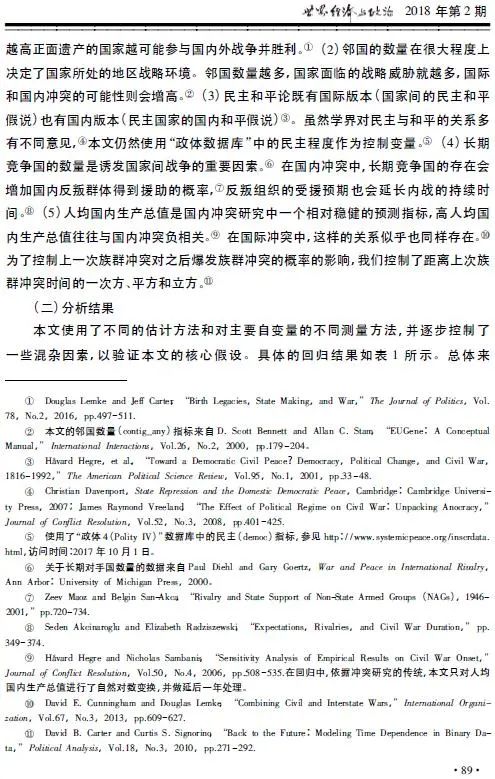 世界经济与政治 2018 年第 2 期
越高正面遗产的国家越可能参与国内外战争并胜利。① (2)邻国的数量在很大程度上
决定了国家所处的地区战略环境。邻国数量越多,国家面临的战略威胁就越多,国际
和国内冲突的可能性则会增高。② (3)民主和平论既有国际版本(国家间的民主和平
假说)也有国内版本(民主国家的国内和平假说)③。虽然学界对民主与和平的关系多
有不同意见,④本文仍然使用“政体数据库”中的民主程度作为控制变量。⑤ (4)长期
竞争国的数量是诱发国家间战争的重要因素。⑥ 在国内冲突中,长期竞争国的存在会
增加国内反叛群体得到援助的概率,⑦反叛组织的受援预期也会延长内战的持续时
间。⑧ (5)人均国内生产总值是国内冲突研究中一个相对稳健的预测指标,高人均国
内生产总值往往与国内冲突负相关。⑨ 在国际冲突中,这样的关系似乎也同样存在。⑩
为了控制上一次族群冲突对之后爆发族群冲突的概率的影响,我们控制了距离上次族
群冲突时间的一次方、平方和立方。⑪
(二)分析结果
本文使用了不同的估计方法和对主要自变量的不同测量方法,并逐步控制了
一些混杂因素,以验证本文的核心假设。具体的回归结果如表 1 所示。总体来
① Douglas Lemke and Jeff Carter, “Birth Legacies, State Making, and War,” The Journal of Politics, Vol.
78, No.2, 2016, pp.497-511.
② 本文的邻国数量(contig_any)指标来自 D. Scott Bennett and Allan C. Stam, “EUGene: A Conceptual
Manual,” International Interactions, Vol.26, No.2, 2000, pp.179-204。
③ Håvard Hegre, et al., “Toward a Democratic Civil Peace? Democracy, Political Change, and Civil War,
1816-1992,” The American Political Science Review, Vol.95, No.1, 2001, pp.33-48.
④ Christian Davenport, State Repression and the Domestic Democratic Peace, Cambridge: Cambridge Universi-
ty Press, 2007; James Raymond Vreeland, “The Effect of Political Regime on Civil War: Unpacking Anocracy,”
Journal of Conflict Resolution, Vol.52, No.3, 2008, pp.401-425.
⑤ 使用了“政体 4(Polity IV)”数据库中的民主(democ)指标,参见 http://www.systemicpeace.org/inscrdata.
html,访问时间:2017 年 10 月 1 日。
⑥ 关于长期对手国数量的数据来自 Paul Diehl and Gary Goertz, War and Peace in International Rivalry,
Ann Arbor: University of Michigan Press, 2000。
⑦ Zeev Maoz and Belgin San-Akca, “Rivalry and State Support of Non-State Armed Groups (NAGs), 1946-
2001,” pp.720-734.
⑧ Seden Akcinaroglu and Elizabeth Radziszewski, “Expectations, Rivalries, and Civil War Duration,” pp.
349-374.
⑨ Håvard Hegre and Nicholas Sambanis, “Sensitivity Analysis of Empirical Results on Civil War Onset,”
Journal of Conflict Resolution, Vol.50, No.4, 2006, pp.508-535.在回归中,依据冲突研究的传统,本文只对人均
国内生产总值进行了自然对数变换,并做延后一年处理。
⑩ David E. Cunningham and Douglas Lemke, “Combining Civil and Interstate Wars,” International Organi-
zation, Vol.67, No.3, 2013, pp.609-627.
⑪ David B. Carter and Curtis S. Signorino, “Back to the Future: Modeling Time Dependence in Binary Da-
ta,” Political Analysis, Vol.18, No.3, 2010, pp.271-292.
· 89 ·